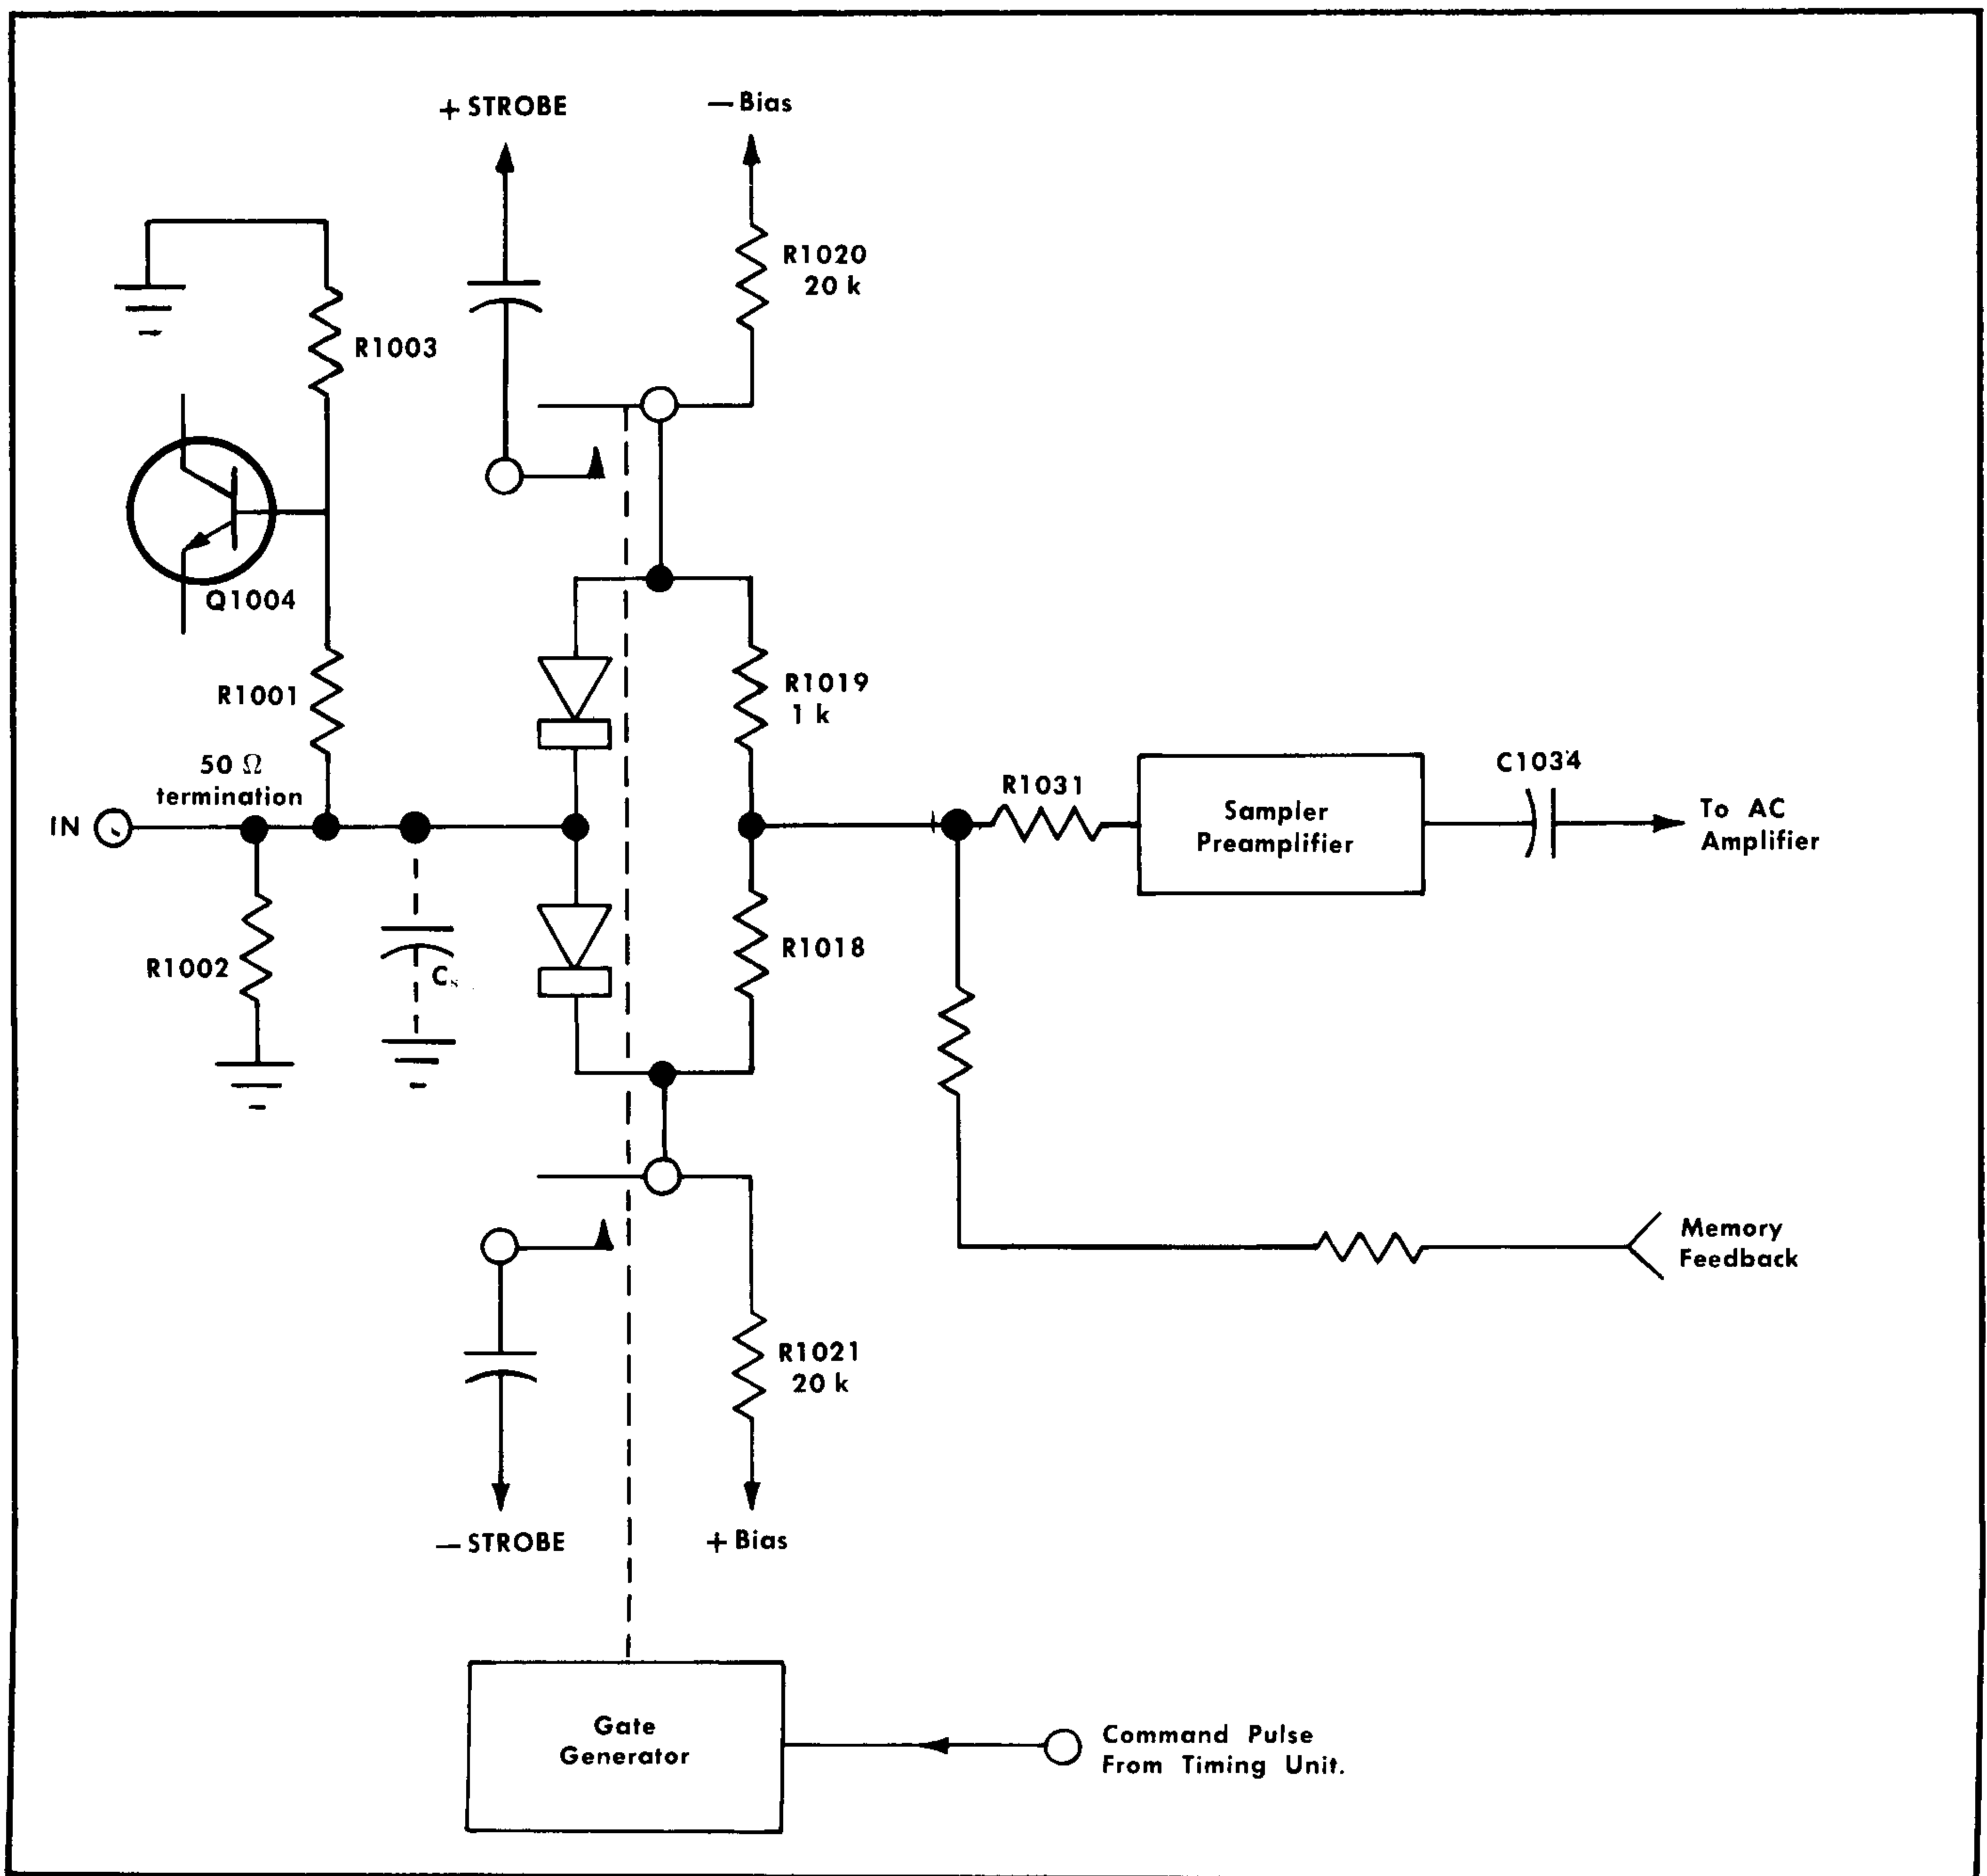 + STROBE
− Bias
R1020
20 k
R1003
Q1004
R1001
R1019
1 k
50 Ω
termination
IN
R1031
Sampler
Preamplifier
C1034
To AC
Amplifier
R1002
Cs
R1018
Memory
Feedback
R1021
20 k
− STROBE
+ Bias
Gate
Generator
Command Pulse
From Timing Unit.